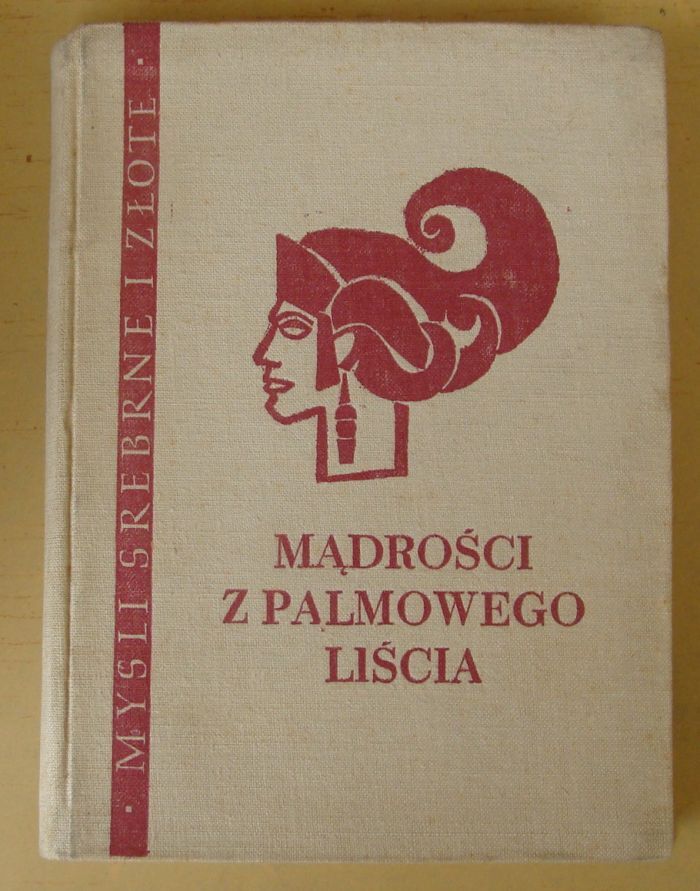 · MYŚLI SREBRNE I ZŁOTE ·
MĄDROŚCI
Z PALMOWEGO
LIŚCIA